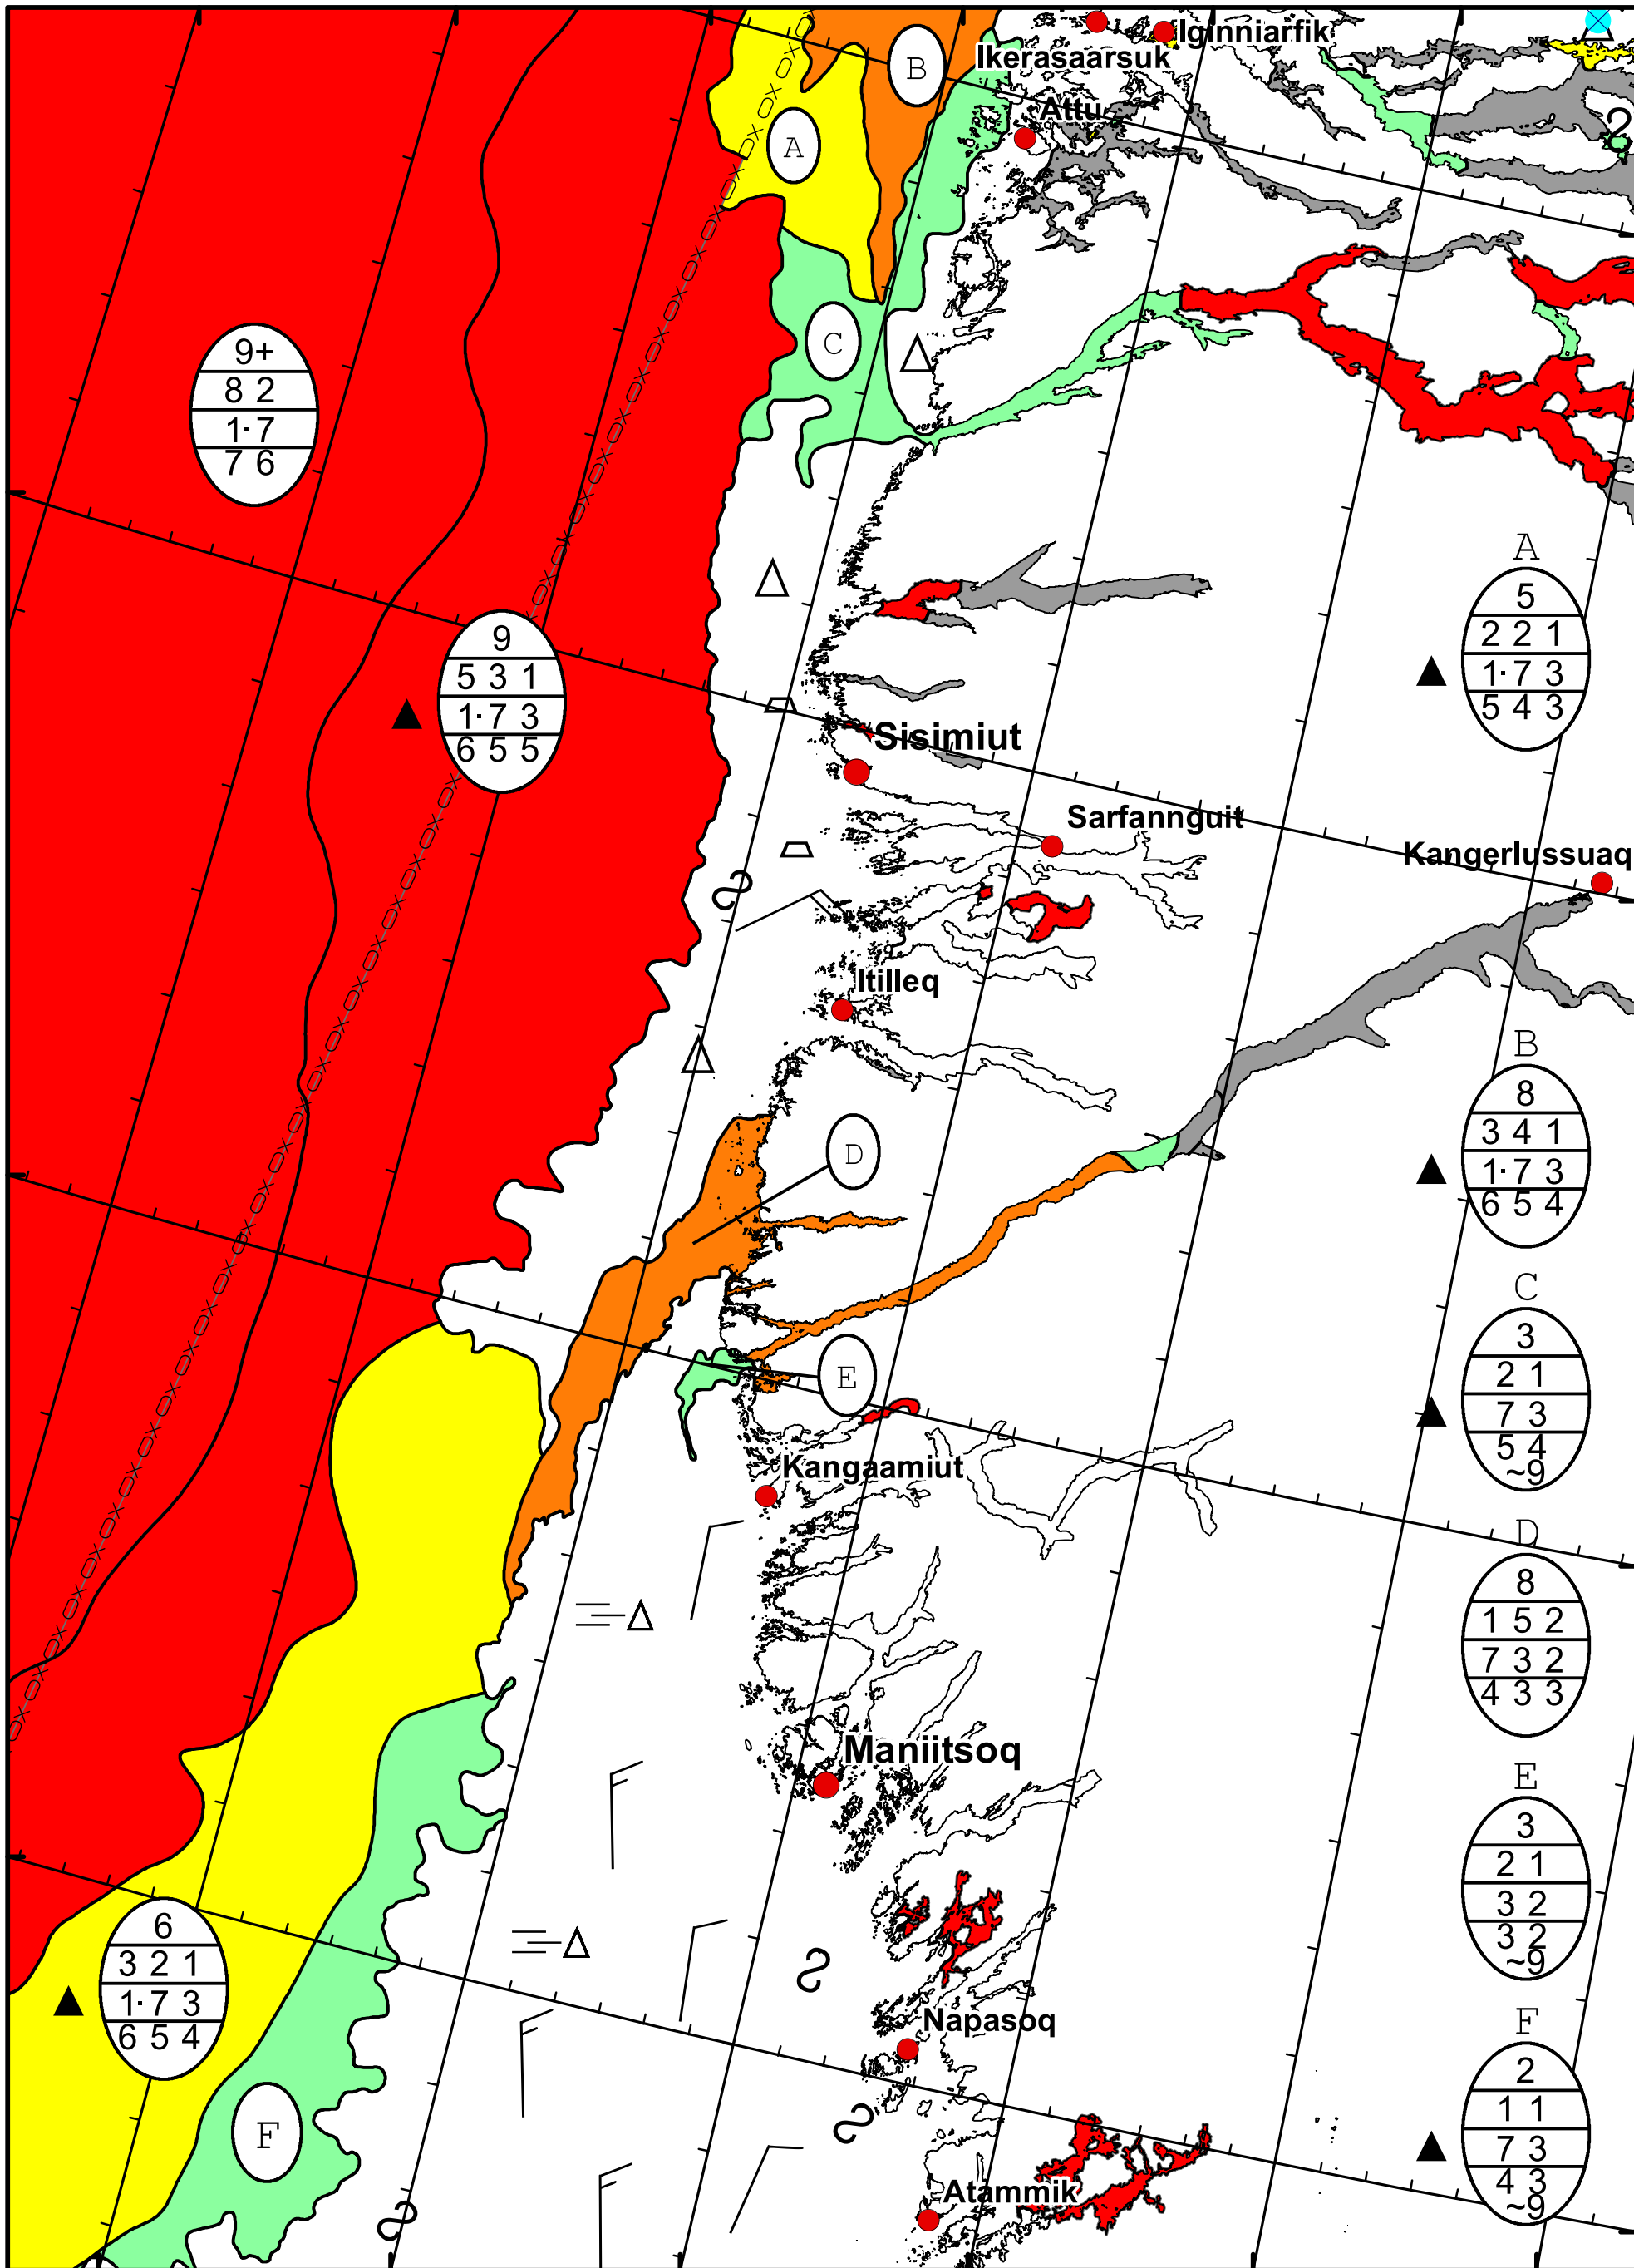 Iginniarfik
Ikerasaarsuk
B
Attu
A
C
9+
8 2
1· 7
7 6
9
5 3 1
1· 7 3
6 5 5
A
5
2 2 1
1· 7 3
5 4 3
Sisimiut
Sarfannguit
Kangerlussuaq
Itilleq
B
8
3 4 1
1· 7 3
6 5 4
D
C
3
2 1
7 3
5 4
~9
E
Kangaamiut
D
8
1 5 2
7 3 2
4 3 3
Maniitsoq
E
3
2 1
3 2
3 2
~9
6
3 2 1
1· 7 3
6 5 4
Napasoq
F
2
1 1
7 3
4 3
~9
F
Atammik